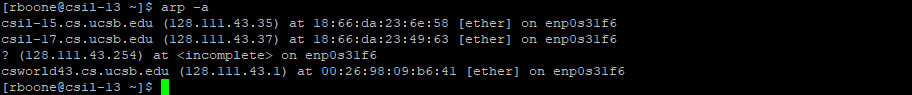 [rboone@csil-13 ~]$ arp -a
csil-15.cs.ucsb.edu (128.111.43.35) at 18:66:da:23:6e:58 [ether] on enp0s31f6
csil-17.cs.ucsb.edu (128.111.43.37) at 18:66:da:23:49:63 [ether] on enp0s31f6
? (128.111.43.254) at <incomplete> on enp0s31f6
csworld43.cs.ucsb.edu (128.111.43.1) at 00:26:98:09:b6:41 [ether] on enp0s31f6
[rboone@csil-13 ~]$